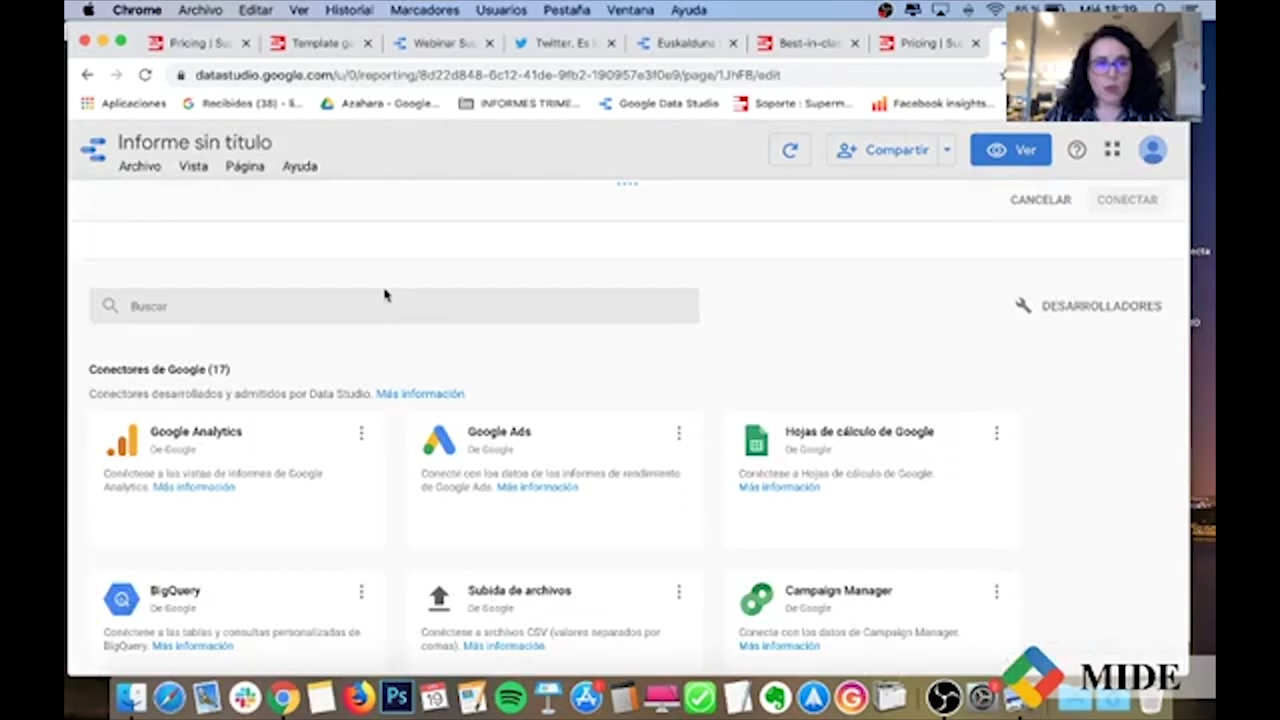 Chrome Archivo Editar Ver Historial Marcadores Usuarios Pestaña Ventana Ayuda
Pricing | Su Template ga Webinar Su Twitter. Es l Euskalduna Best-in-cla Pricing | Su
datastudio.google.com/u/0/reporting/8d22d848-6c12-41de-9fb2-190957e3f0e9/page/1JhFB/edit
Aplicaciones Recibidos (38) - li... Azahara - Google... INFORMES TRIME... Google Data Studio Soporte : Superm... Facebook insights...
Informe sin título
Archivo Vista Página Ayuda
Compartir Ver
CANCELAR CONECTAR
Buscar
DESARROLLADORES
Conectores de Google (17)
Conectores desarrollados y admitidos por Data Studio. Más información
Google Analytics
De Google
Conéctese a las vistas de informes de Google
Analytics. Más información
Google Ads
De Google
Conecte con los datos de los informes de rendimiento
de Google Ads. Más información
Hojas de cálculo de Google
De Google
Conéctese a Hojas de cálculo de Google.
Más información
BigQuery
De Google
Conéctese a las tablas y consultas personalizadas de
BigQuery. Más información
Subida de archivos
De Google
Conéctese a archivos CSV (valores separados por
comas). Más información
Campaign Manager
De Google
Conecte con los datos de Campaign Manager.
Más información
MIDE